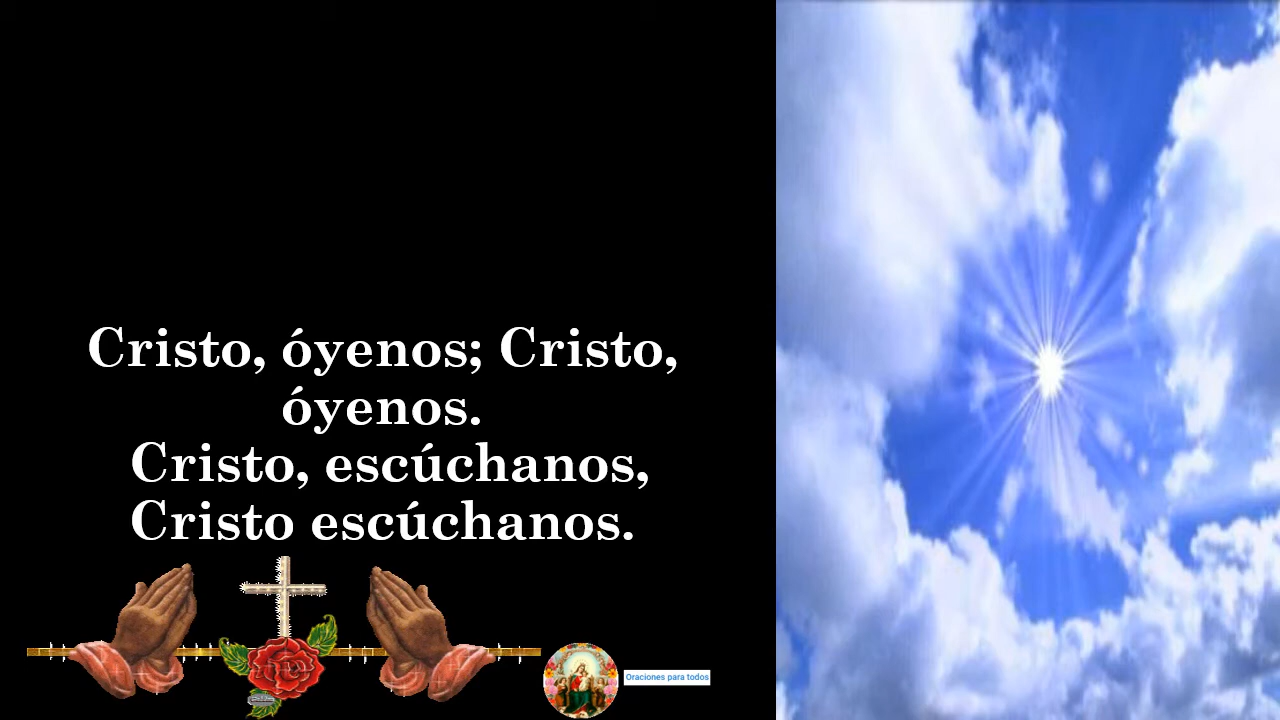 Cristo, óyenos; Cristo,
óyenos.
Cristo, escúchanos,
Cristo escúchanos.
Oraciones para todos